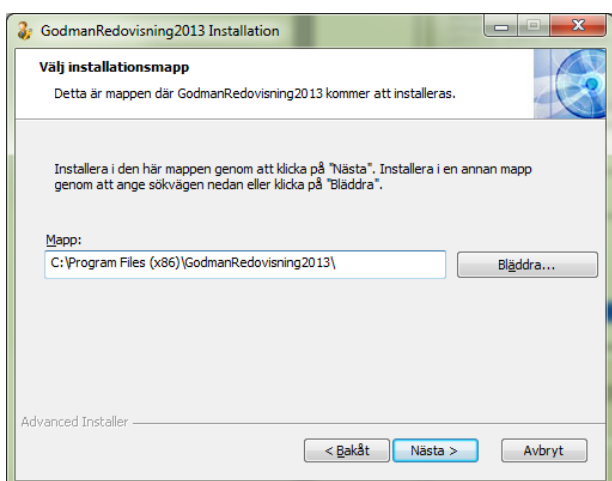 GodmanRedovisning2013 Installation
Välj installationsmapp
Detta är mappen där GodmanRedovisning2013 kommer att installeras.
Installera i den här mappen genom att klicka på "Nästa". Installera i en annan mapp
genom att ange sökvägen nedan eller klicka på "Bläddra".
Mapp:
C:\Program Files (x86)\GodmanRedovisning2013\
Bläddra...
Advanced Installer
< Bakåt
Nästa >
Avbryt